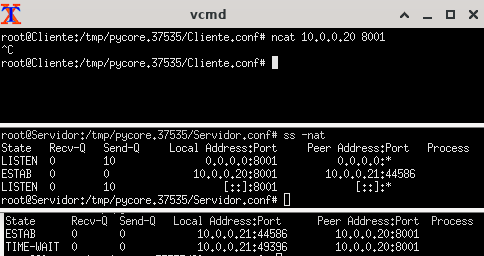 vcmd
root@Cliente:/tmp/pycore.37535/Cliente.conf# ncat 10.0.0.20 8001
^C
root@Cliente:/tmp/pycore.37535/Cliente.conf#
root@Servidor:/tmp/pycore.37535/Servidor.conf# ss -nat
State Recv-Q Send-Q Local Address:Port Peer Address:Port Process
LISTEN 0 10 0.0.0.0:8001 0.0.0.0:*
ESTAB 0 0 10.0.0.20:8001 10.0.0.21:44586
LISTEN 0 10 [::]:8001 [::]:*
root@Servidor:/tmp/pycore.37535/Servidor.conf#
State Recv-Q Send-Q Local Address:Port Peer Address:Port Process
ESTAB 0 0 10.0.0.21:44586 10.0.0.20:8001
TIME-WAIT 0 0 10.0.0.21:49396 10.0.0.20:8001